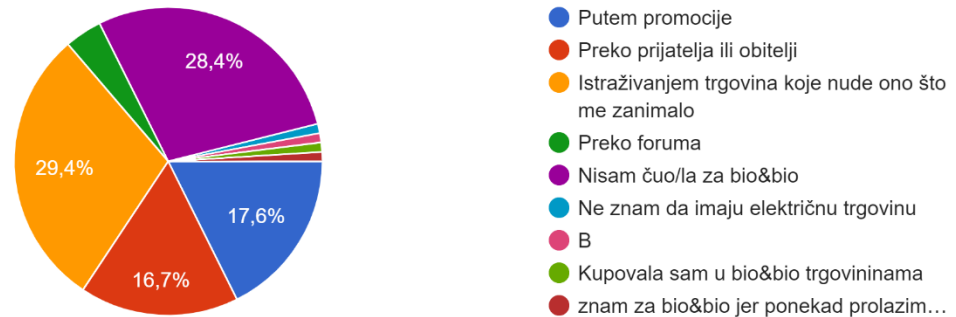 28,4%
29,4%
17,6%
16,7%
Putem promocije
Preko prijatelja ili obitelji
Istraživanjem trgovina koje nude ono što
me zanimalo
Preko foruma
Nisam čuo/la za bio&bio
Ne znam da imaju električnu trgovinu
B
Kupovala sam u bio&bio trgovininama
znam za bio&bio jer ponekad prolazim…